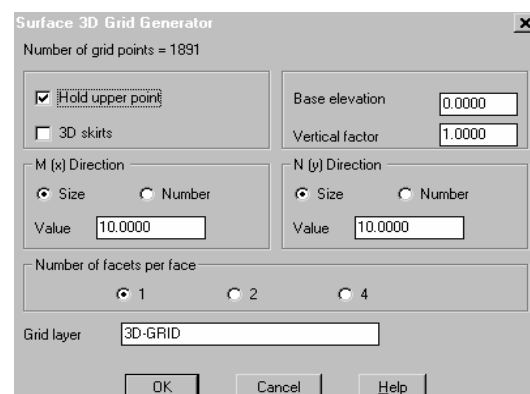 Surface 3D Grid Generator
Number of grid points = 1891
Hold upper point
3D skirts
Base elevation 0.0000
Vertical factor 1.0000
M (x) Direction
Size Number
Value 10.0000
N (y) Direction
Size Number
Value 10.0000
Number of facets per face
1 2 4
Grid layer 3D-GRID
OK Cancel Help